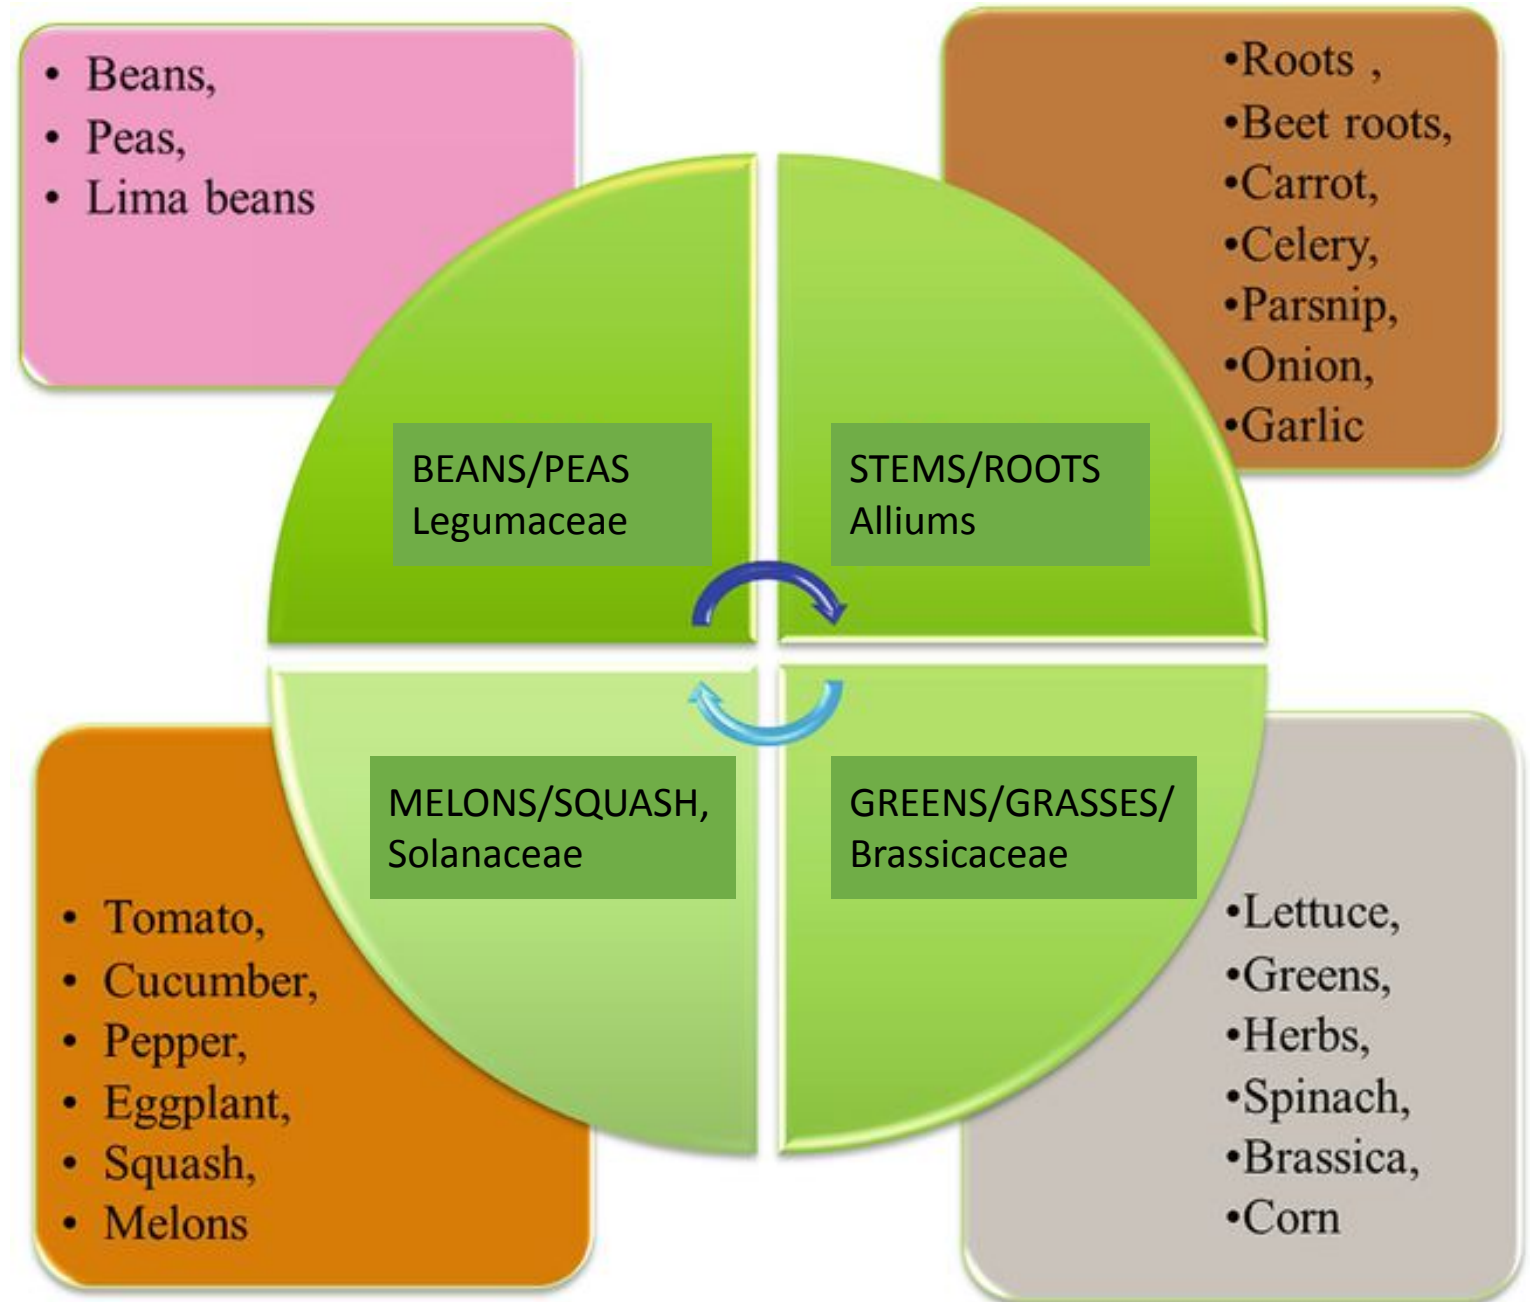 • Beans,
• Peas,
• Lima beans
•Roots ,
•Beet roots,
•Carrot,
•Celery,
•Parsnip,
•Onion,
•Garlic
BEANS/PEAS
Legumaceae
STEMS/ROOTS
Alliums
MELONS/SQUASH,
Solanaceae
GREENS/GRASSES/
Brassicaceae
• Tomato,
• Cucumber,
• Pepper,
• Eggplant,
• Squash,
• Melons
•Lettuce,
•Greens,
•Herbs,
•Spinach,
•Brassica,
•Corn